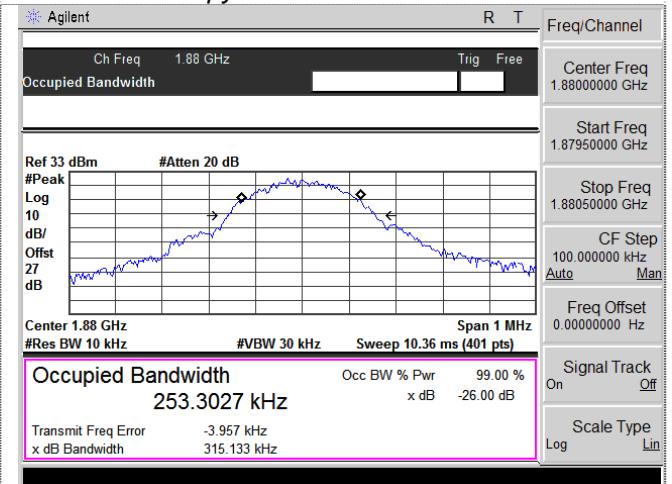 Agilent R T
Ch Freq 1.88 GHz Trig Free
Occupied Bandwidth
Ref 33 dBm #Atten 20 dB
#Peak
Log
10
dB/
Offst
27
dB
Center 1.88 GHz Span 1 MHz
#Res BW 10 kHz #VBW 30 kHz Sweep 10.36 ms (401 pts)
Occupied Bandwidth Occ BW % Pwr 99.00 %
253.3027 kHz x dB -26.00 dB
Transmit Freq Error -3.957 kHz
x dB Bandwidth 315.133 kHz
Freq/Channel
Center Freq
1.88000000 GHz
Start Freq
1.87950000 GHz
Stop Freq
1.88050000 GHz
CF Step
100.000000 kHz
Auto Man
Freq Offset
0.00000000 Hz
Signal Track
On Off
Scale Type
Log Lin